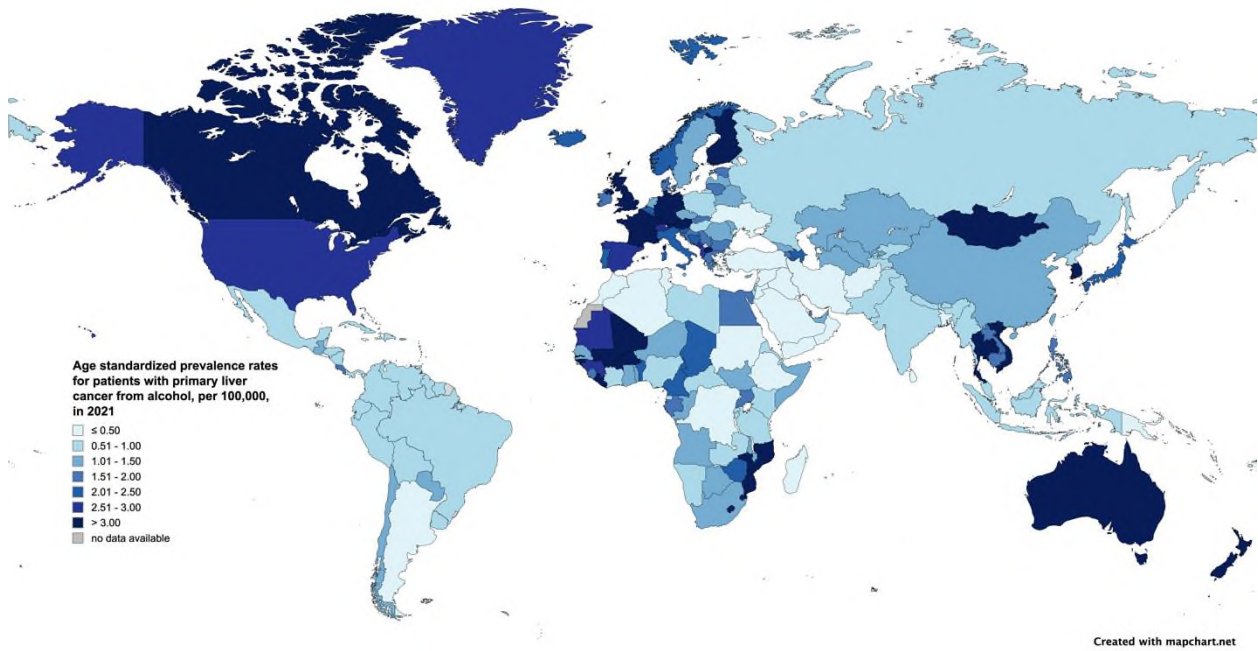 Age standardized prevalence rates
for patients with primary liver
cancer from alcohol, per 100,000,
in 2021
≤ 0.50
0.51 - 1.00
1.01 - 1.50
1.51 - 2.00
2.01 - 2.50
2.51 - 3.00
> 3.00
no data available
Created with mapchart.net